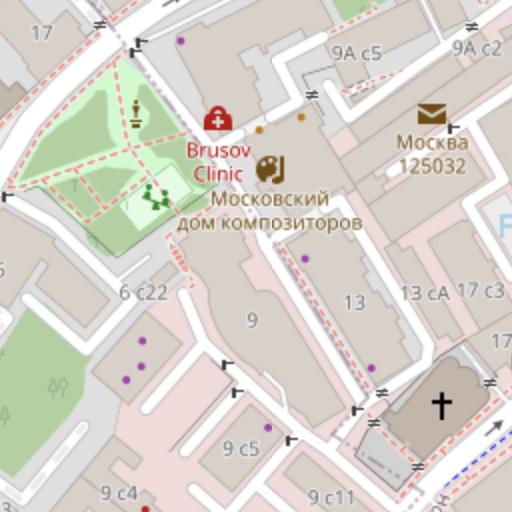 17
9А с5
9А с2
Москва
125032
Brusov
Clinic
Московский
дом композиторов
6 с22
13 сА
17 с3
13
9
17
9 с5
9 с4
9 с11